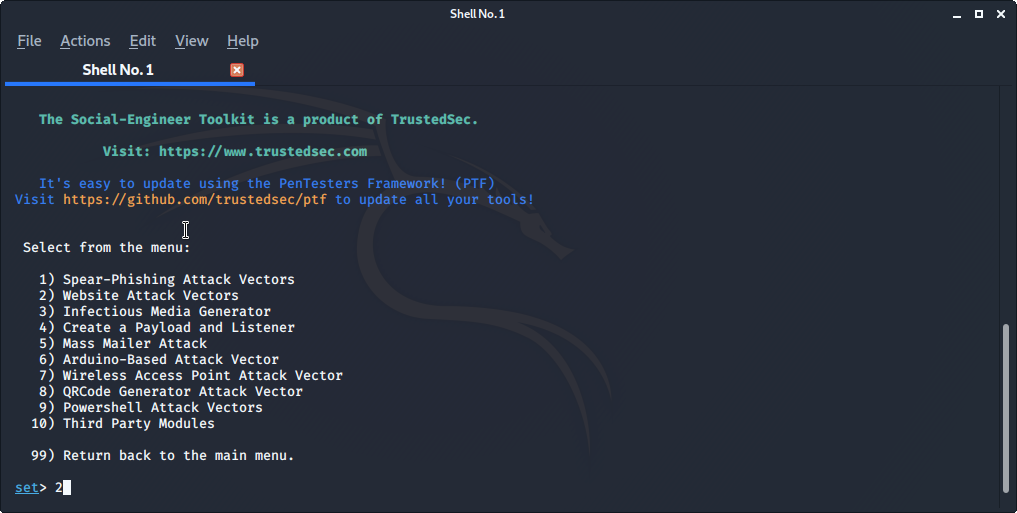 Shell No. 1
File Actions Edit View Help
Shell No. 1
The Social-Engineer Toolkit is a product of TrustedSec.
Visit: https://www.trustedsec.com
It's easy to update using the PenTesters Framework! (PTF)
Visit https://github.com/trustedsec/ptf to update all your tools!
Select from the menu:
1) Spear-Phishing Attack Vectors
2) Website Attack Vectors
3) Infectious Media Generator
4) Create a Payload and Listener
5) Mass Mailer Attack
6) Arduino-Based Attack Vector
7) Wireless Access Point Attack Vector
8) QRCode Generator Attack Vector
9) Powershell Attack Vectors
10) Third Party Modules
99) Return back to the main menu.
set> 2